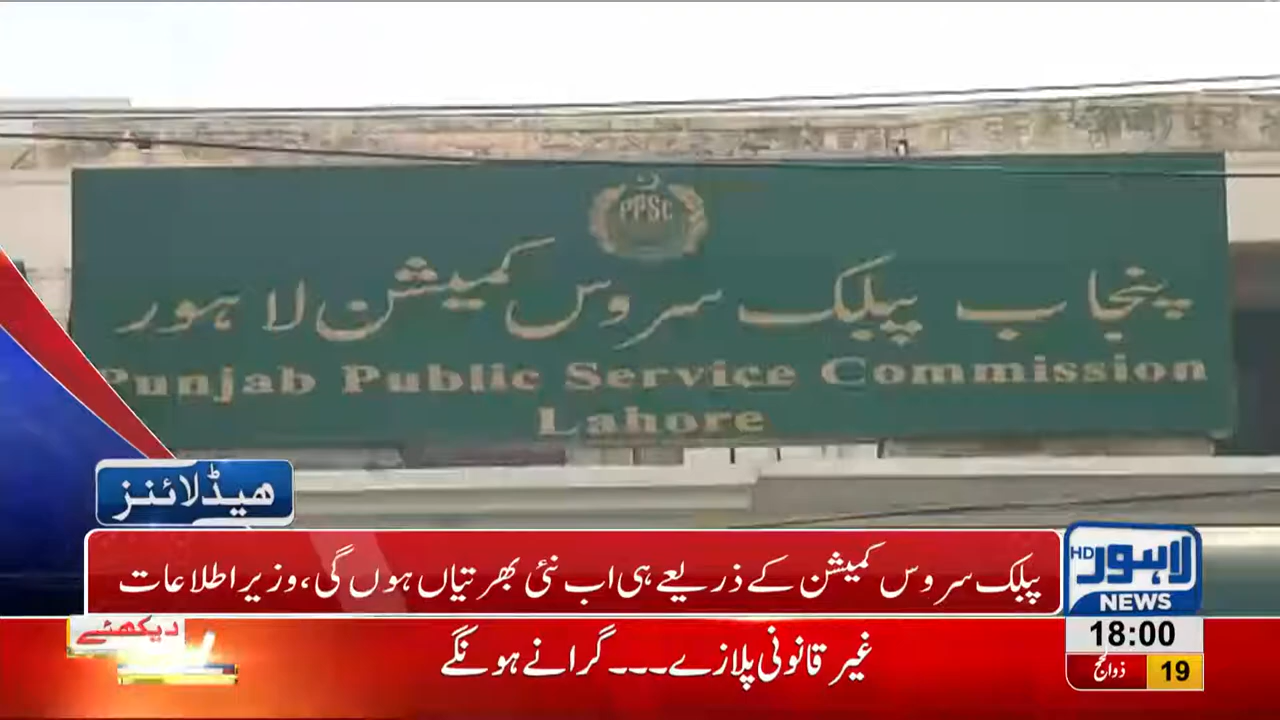 PPSC
پنجاب پبلک سروس کمیشن لاہور
Punjab Public Service Commission
Lahore
ہیڈلائنز
پبلک سروس کمیشن کے ذریعے ہی اب نئی بھرتیاں ہوں گی، وزیر اطلاعات
لاہور HD
NEWS
18:00
ذوالحج 19
دیکھئے
غیر قانونی پلازے۔۔۔گرانے ہونگے